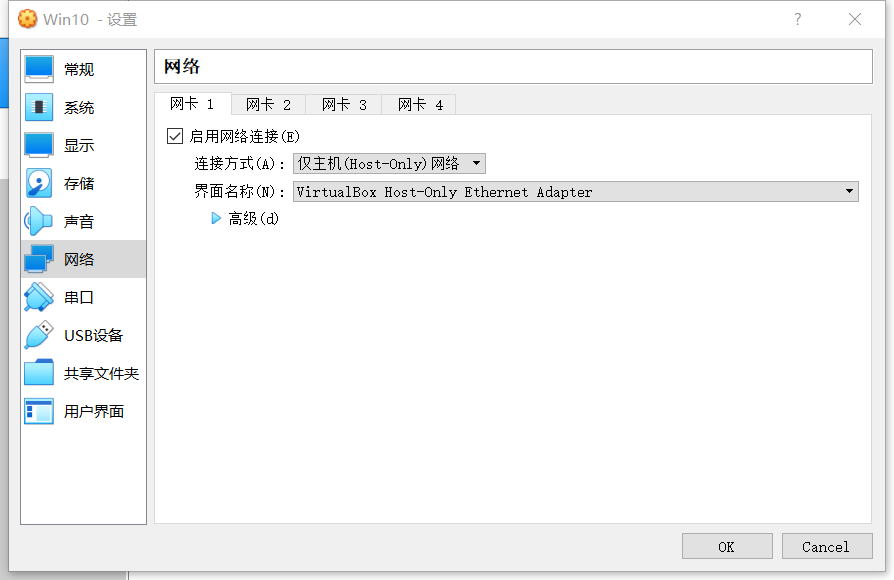 Win10 - 设置
?
常规
系统
显示
存储
声音
网络
串口
USB设备
共享文件夹
用户界面
网络
网卡 1 网卡 2 网卡 3 网卡 4
启用网络连接(E)
连接方式(A): 仅主机(Host-Only)网络
界面名称(N): VirtualBox Host-Only Ethernet Adapter
高级(d)
OK Cancel